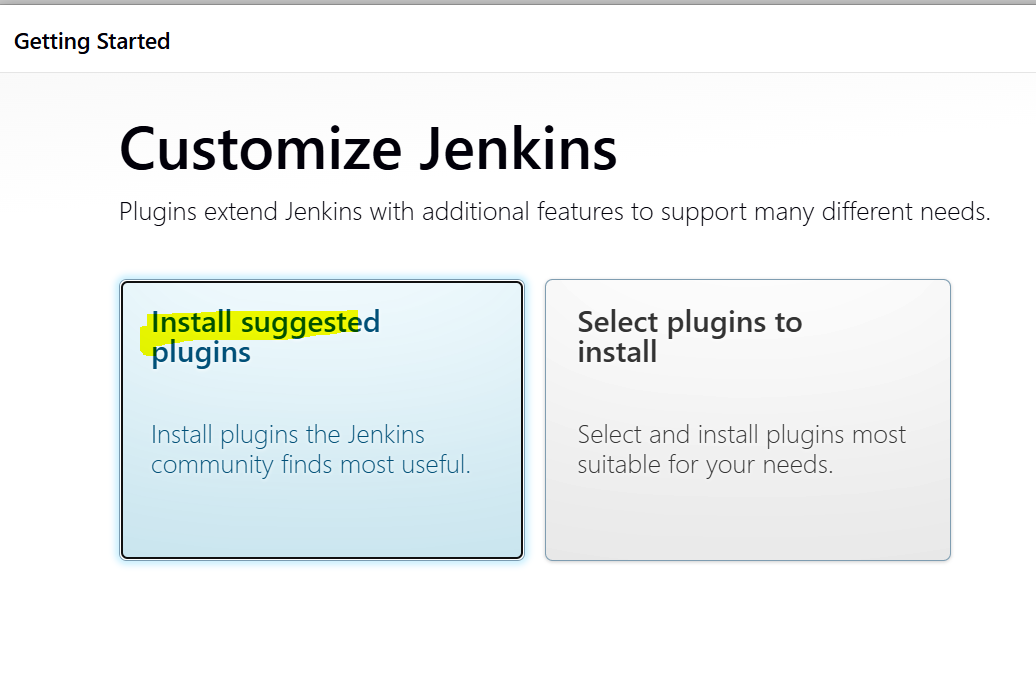 Getting Started
Customize Jenkins
Plugins extend Jenkins with additional features to support many different needs.
Install suggested
plugins
Install plugins the Jenkins
community finds most useful.
Select plugins to
install
Select and install plugins most
suitable for your needs.